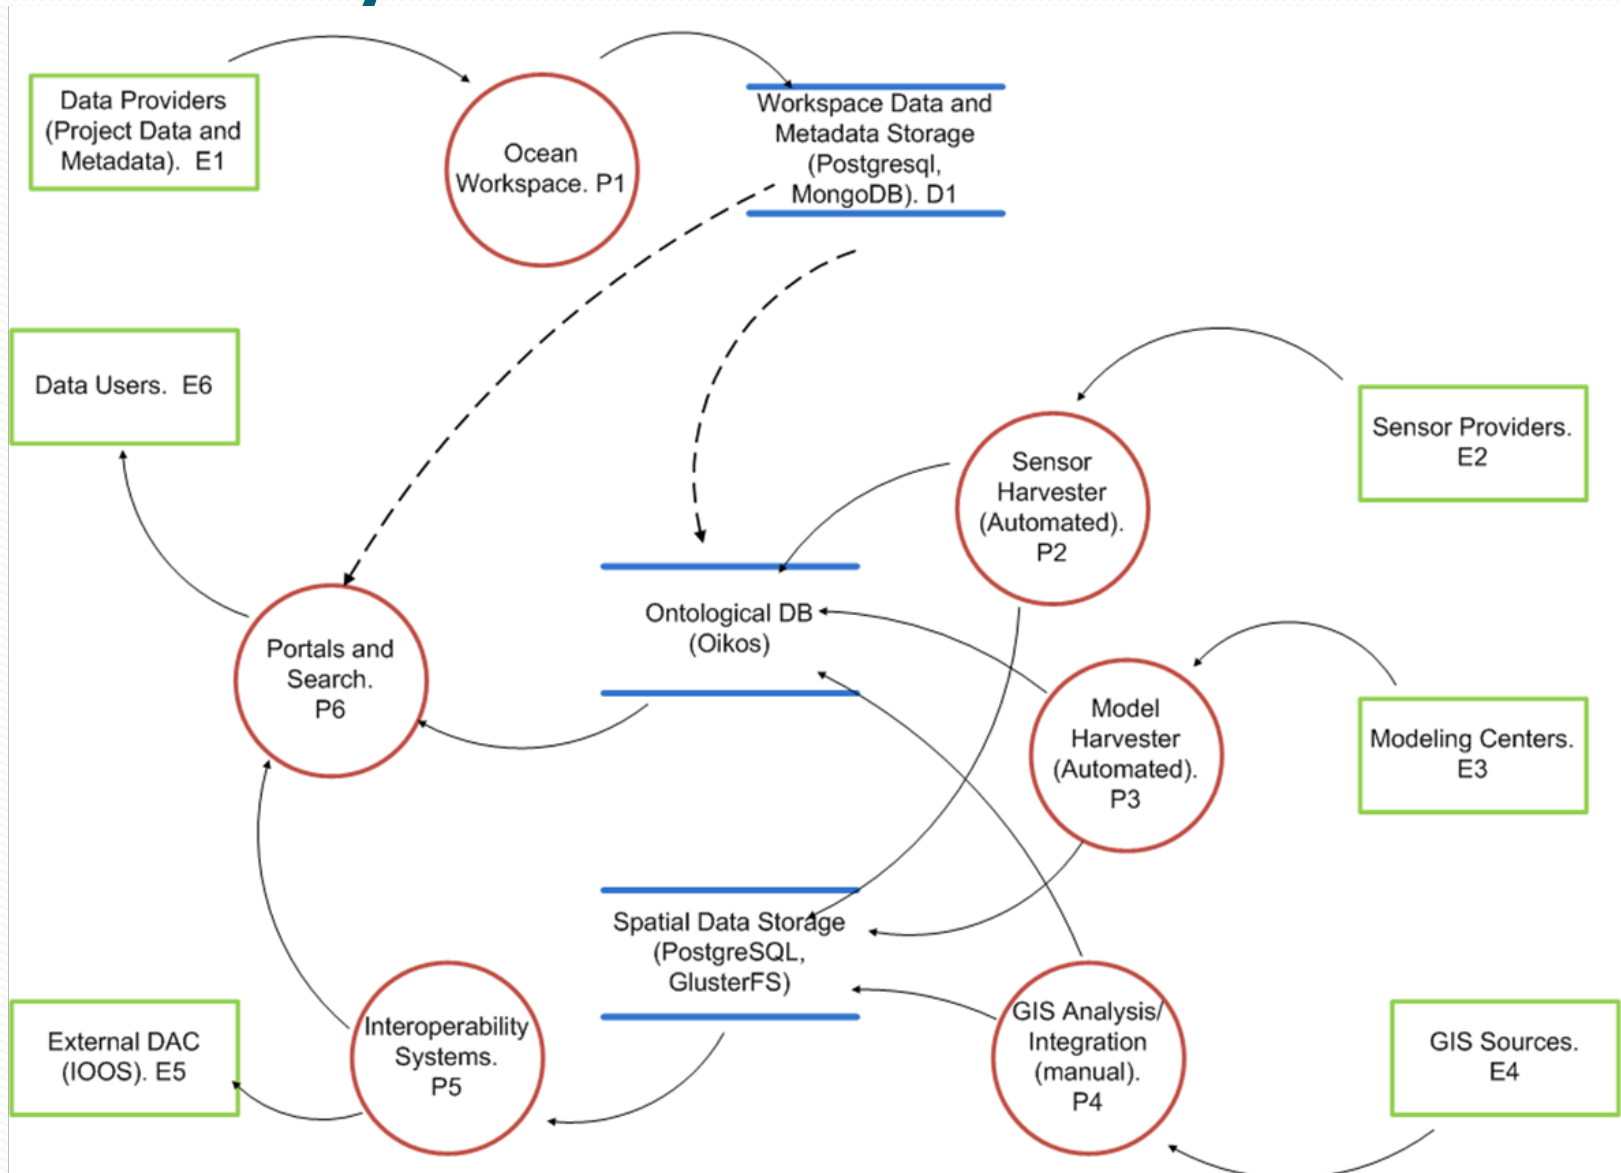 Data Providers
(Project Data and
Metadata).  E1
Ocean
Workspace. P1
Workspace Data and
Metadata Storage
(Postgresql,
MongoDB). D1
Data Users.  E6
Sensor Providers.
E2
Sensor
Harvester
(Automated).
P2
Ontological DB
(Oikos)
Portals and
Search.
P6
Model
Harvester
(Automated).
P3
Modeling Centers.
E3
Spatial Data Storage
(PostgreSQL,
GlusterFS)
External DAC
(IOOS). E5
Interoperability
Systems.
P5
GIS Analysis/
Integration
(manual).
P4
GIS Sources.
E4